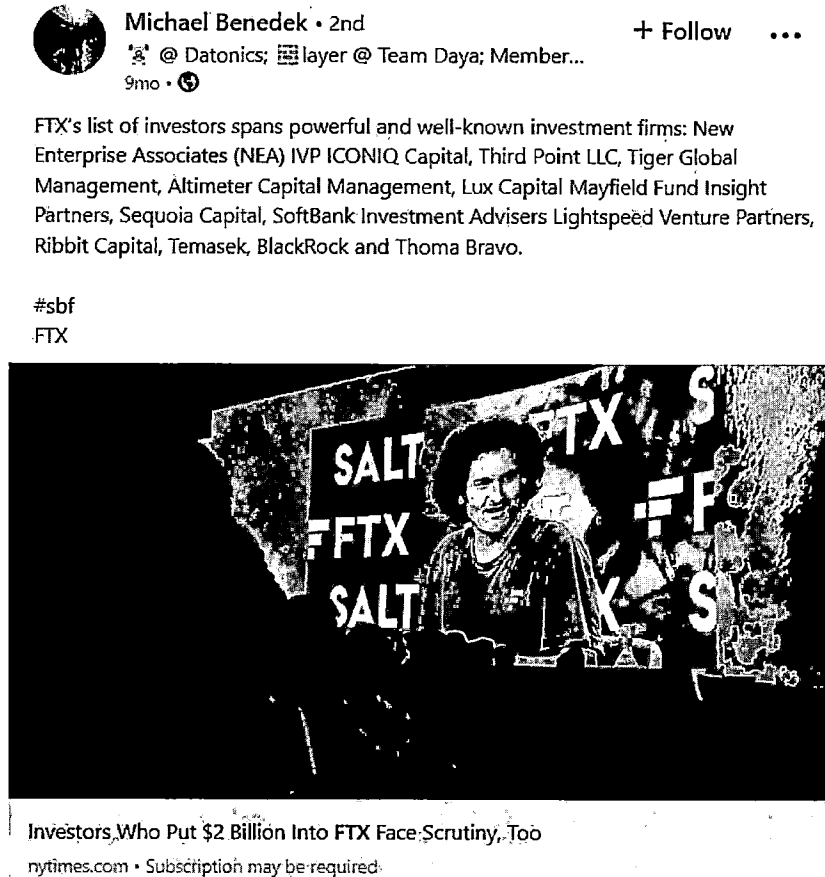 Michael Benedek • 2nd
+ Follow •••
@ Datonics; layer @ Team Daya; Member...
9mo •
FTX's list of investors spans powerful and well-known investment firms: New
Enterprise Associates (NEA) IVP ICONIQ Capital, Third Point LLC, Tiger Global
Management, Altimeter Capital Management, Lux Capital Mayfield Fund Insight
Partners, Sequoia Capital, SoftBank Investment Advisers Lightspeed Venture Partners,
Ribbit Capital, Temasek, BlackRock and Thoma Bravo.
#sbf
FTX
SALT
FTX
S
FTX
F
SALT
X
S
Investors Who Put $2 Billion Into FTX Face Scrutiny, Too
nytimes.com • Subscription may be required